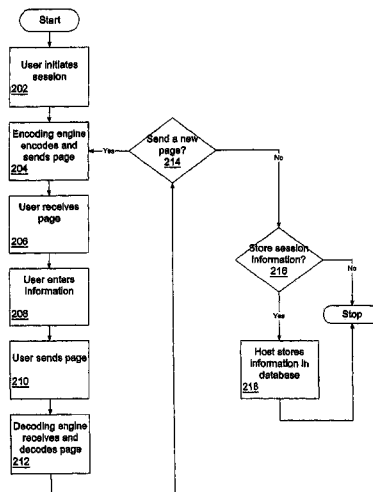 Start
User initiates
session
202
Encoding engine
encodes and
sends page
204
User receives
page
206
User enters
information
208
User sends page
210
Decoding engine
receives and
decodes page
212
Send a new
page?
214
Yes
No
Store session
information?
216
No
Yes
Stop
Host stores
information in
database
218